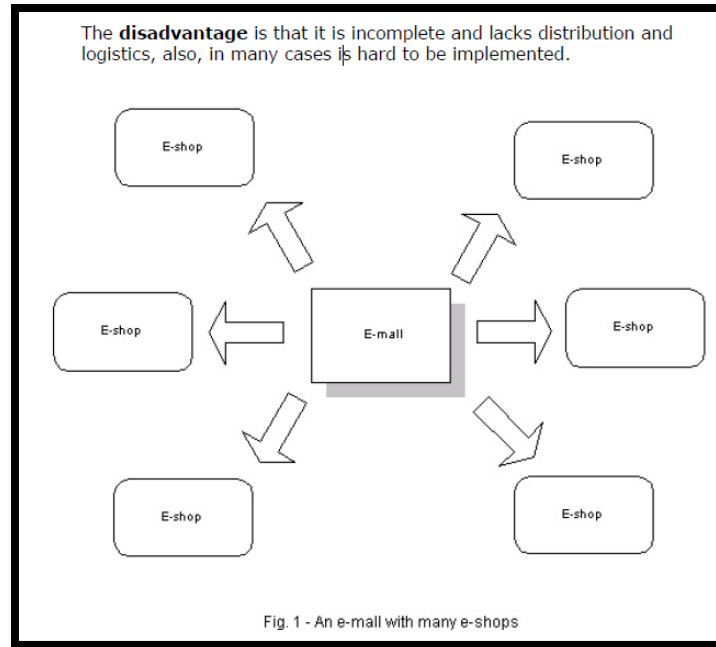 The disadvantage is that it is incomplete and lacks distribution and
logistics, also, in many cases is hard to be implemented.
E-shop
E-shop
E-shop
E-mall
E-shop
E-shop
E-shop
Fig. 1 - An e-mall with many e-shops